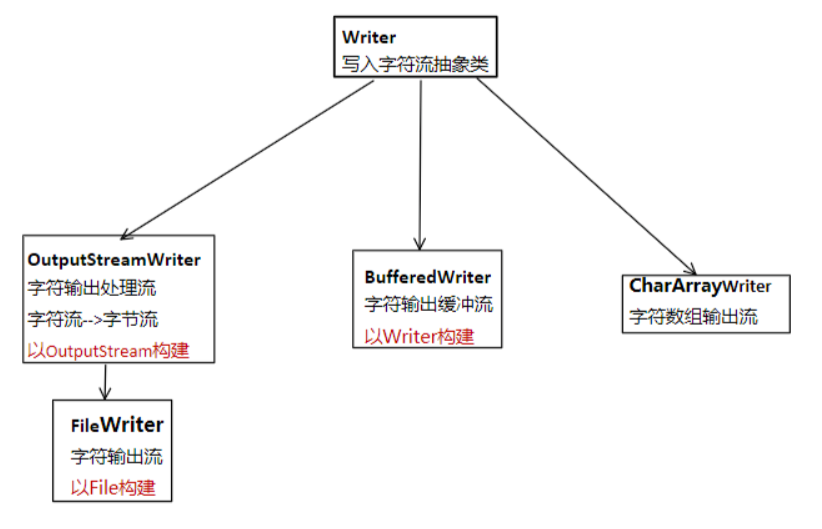 Writer
写入字符流抽象类
OutputStreamWriter
字符输出处理流
字符流-->字节流
以OutputStream构建
BufferedWriter
字符输出缓冲流
以Writer构建
CharArrayWriter
字符数组输出流
FileWriter
字符输出流
以File构建